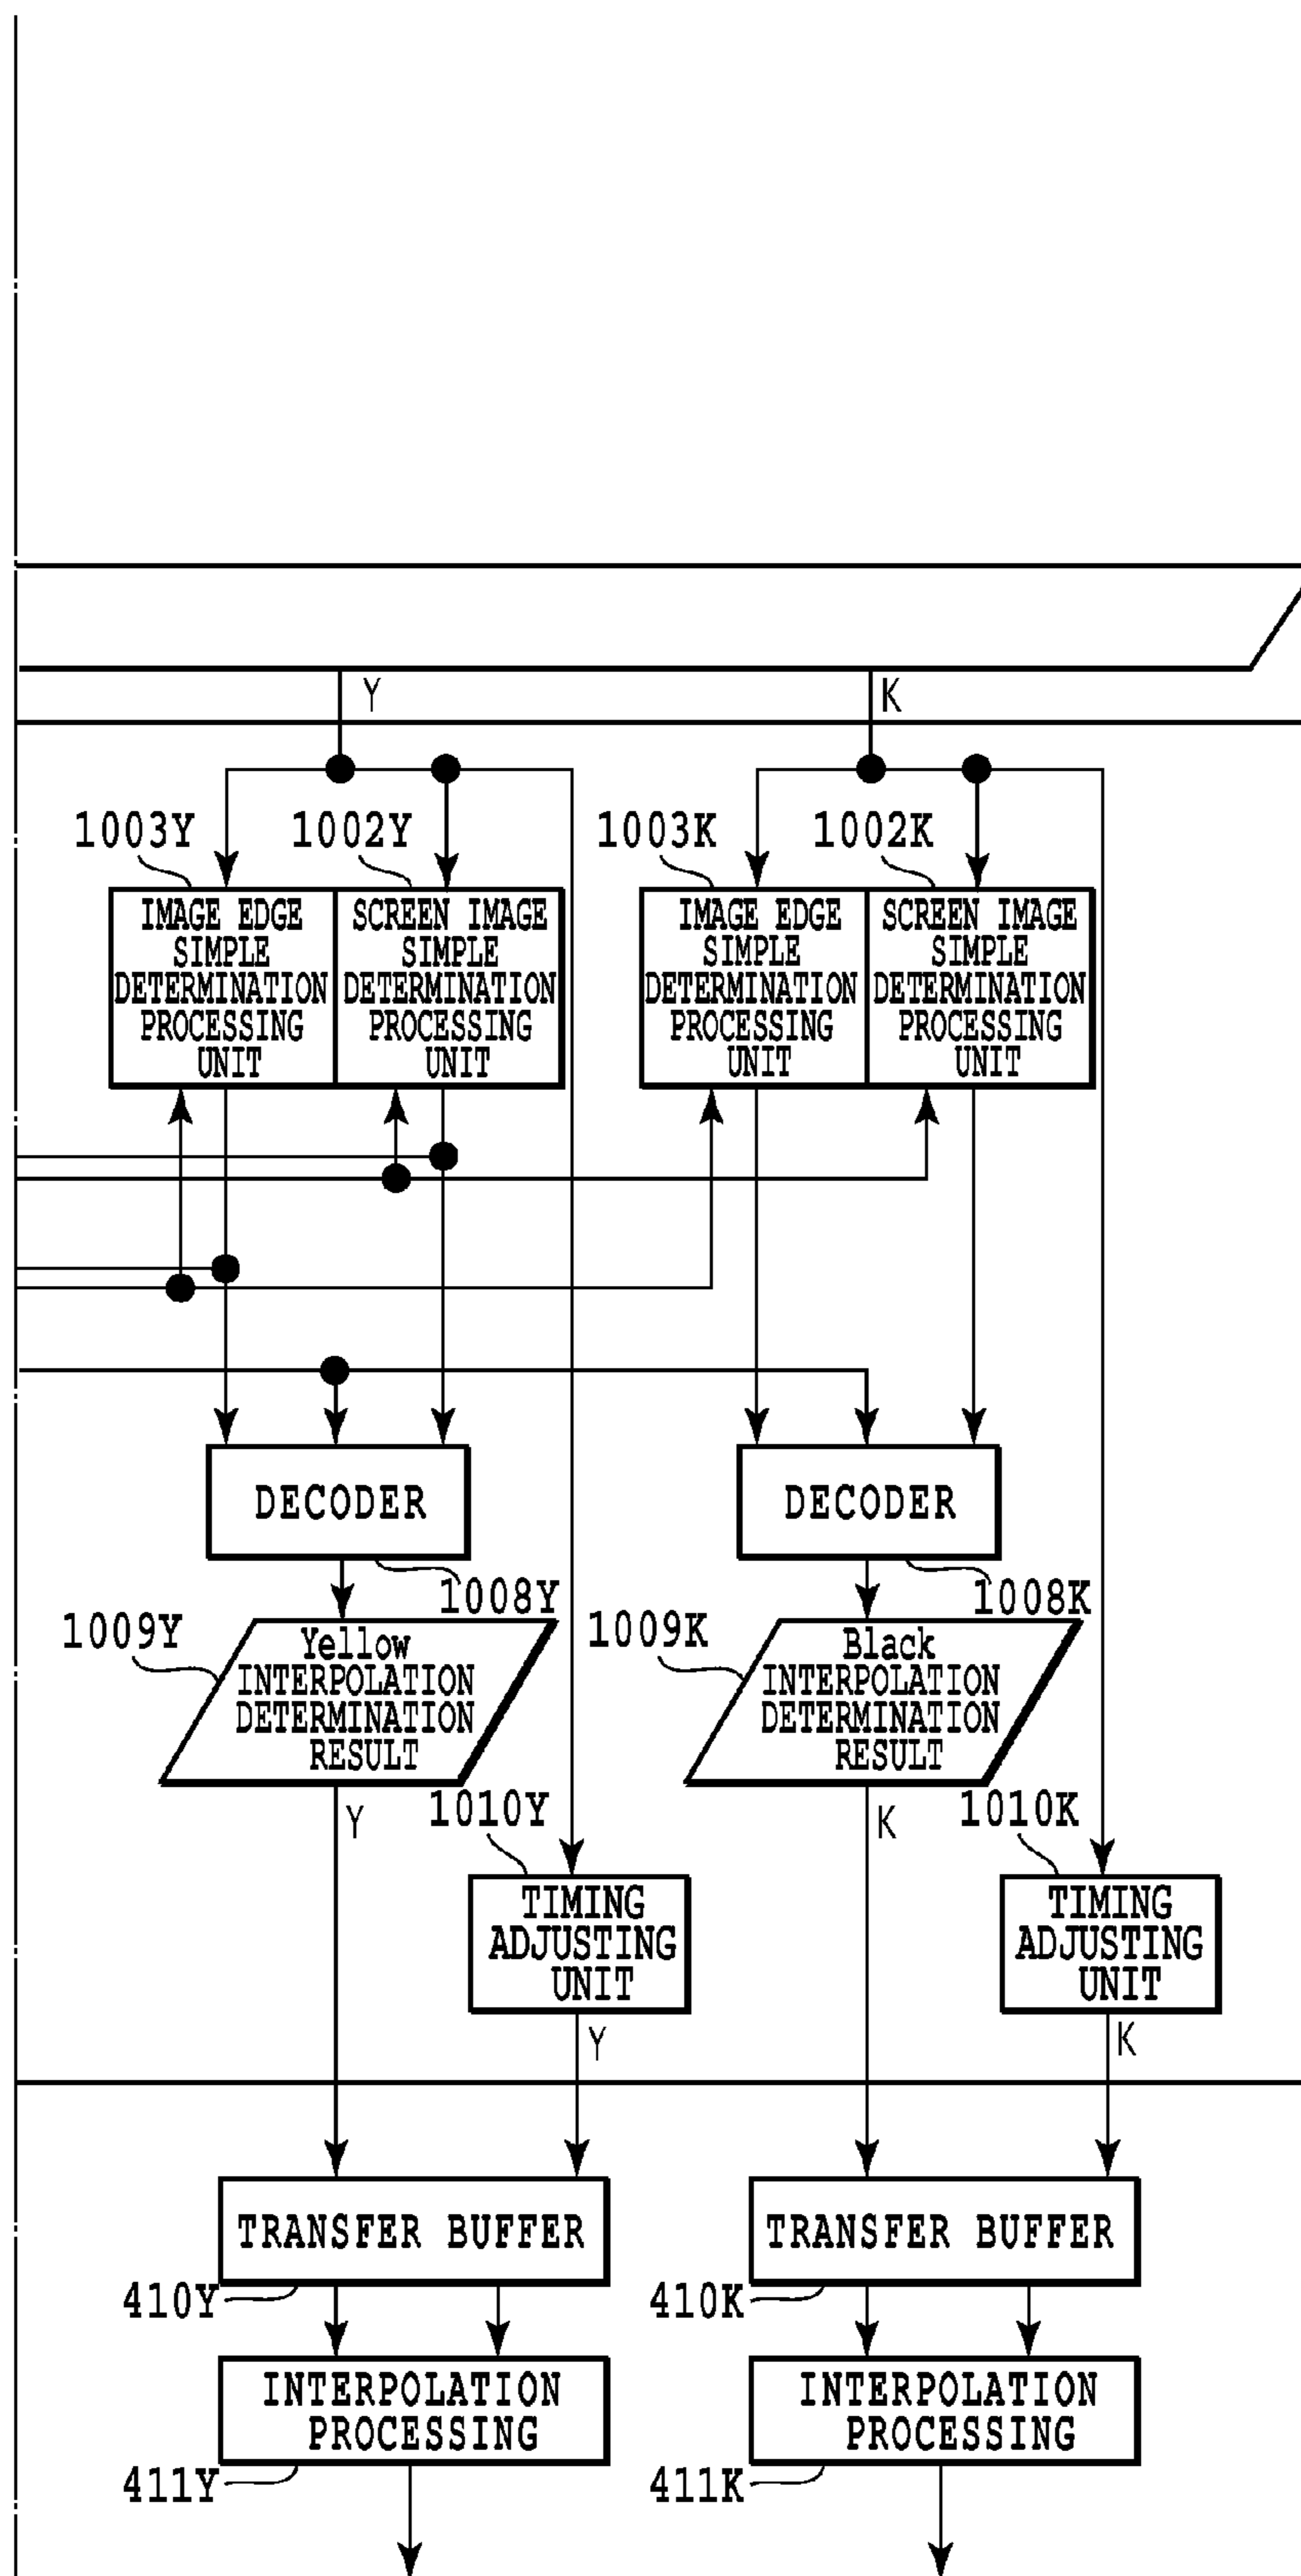 Y
K
1003Y
1002Y
1003K
1002K
IMAGE EDGE
SIMPLE
DETERMINATION
PROCESSING
UNIT
SCREEN IMAGE
SIMPLE
DETERMINATION
PROCESSING
UNIT
IMAGE EDGE
SIMPLE
DETERMINATION
PROCESSING
UNIT
SCREEN IMAGE
SIMPLE
DETERMINATION
PROCESSING
UNIT
DECODER
DECODER
1008Y
1008K
1009Y
Yellow
INTERPOLATION
DETERMINATION
RESULT
1009K
Black
INTERPOLATION
DETERMINATION
RESULT
Y
1010Y
K
1010K
TIMING
ADJUSTING
UNIT
TIMING
ADJUSTING
UNIT
Y
K
TRANSFER BUFFER
TRANSFER BUFFER
410Y
410K
INTERPOLATION
PROCESSING
INTERPOLATION
PROCESSING
411Y
411K